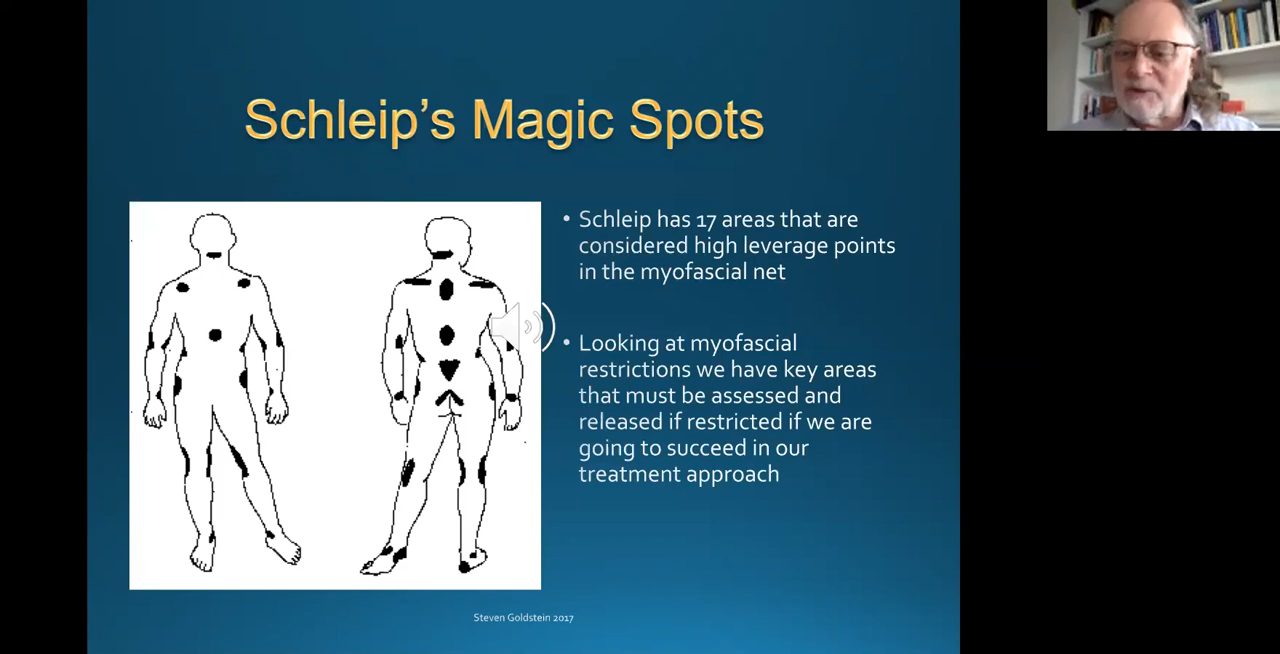 Schleip's Magic Spots
• Schleip has 17 areas that are
considered high leverage points
in the myofascial net
• Looking at myofascial
restrictions we have key areas
that must be assessed and
released if restricted if we are
going to succeed in our
treatment approach
Steven Goldstein 2017